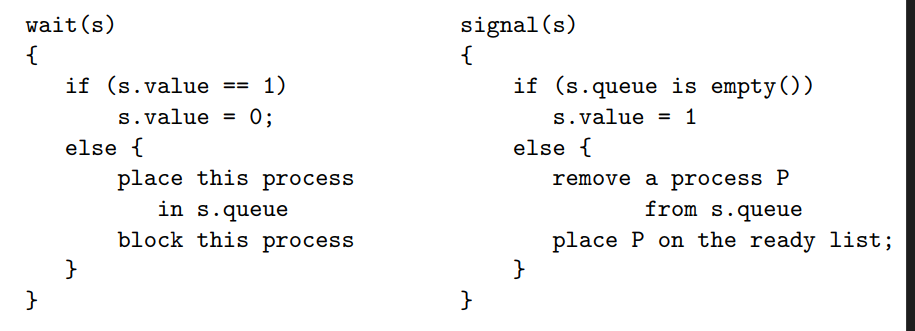 wait(s)
{
if (s.value == 1)
s.value = 0;
else {
place this process
in s.queue
block this process
}
}
signal(s)
{
if (s.queue is empty())
s.value = 1
else {
remove a process P
from s.queue
place P on the ready list;
}
}